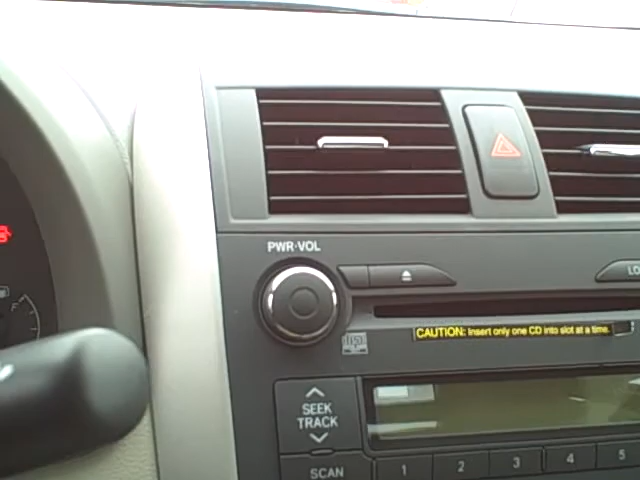 PWR·VOL
LO
CAUTION: Insert only one CD into slot at a time.
SEEK
TRACK
SCAN
1 2 3 4 5
F